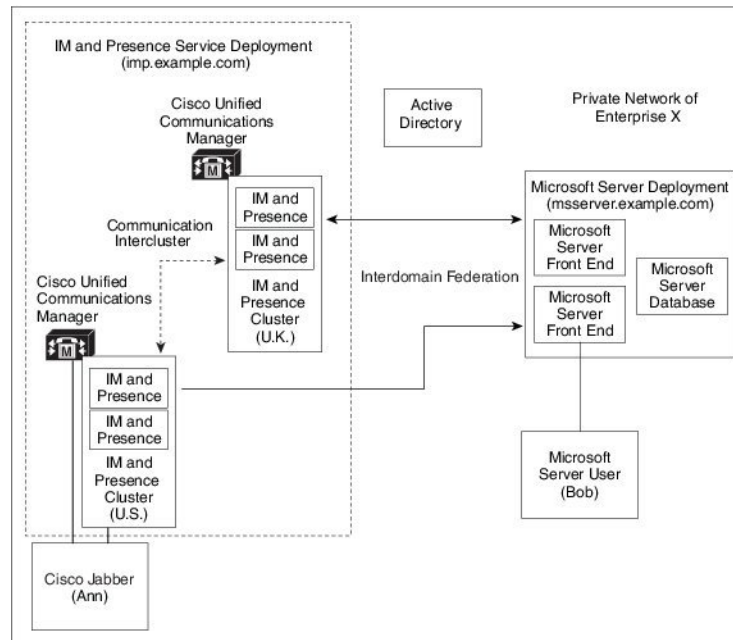 IM and Presence Service Deployment
(imp.example.com)
Cisco Unified
Communications
Manager
M
IM and
Presence
IM and
Presence
IM and
Presence
Cluster
(U.K.)
Communication
Intercluster
Cisco Unified
Communications
Manager
M
IM and
Presence
IM and
Presence
IM and
Presence
Cluster
(U.S.)
Cisco Jabber
(Ann)
Active
Directory
Private Network of
Enterprise X
Interdomain Federation
Microsoft Server Deployment
(msserver.example.com)
Microsoft
Server
Front End
Microsoft
Server
Front End
Microsoft
Server
Database
Microsoft
Server User
(Bob)